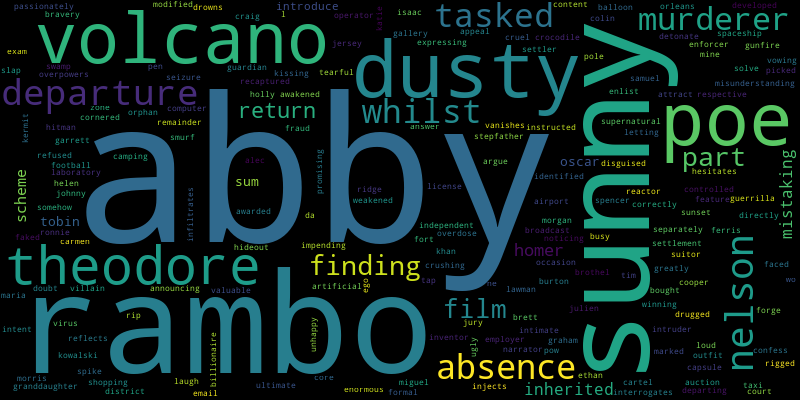 passionately
modified
drowns
craig
l
introduce
operator
karle
jersey
tasked
content
balloon
orleans
developed
bravery
volcano
gallery
appeal
cruel
crocodile
colin
spaceship
murderer
exam
expressing
settler
detonate
gunfire
slap
swamp
pen
guardian
kissing
tearful
dusty
sunny
pole
enforcer
mine
vowing
overpowers
seizure
recaptured
solve
picked
departure
computer
holly
awakened
enlist
samuel
misunderstanding
attract
respective
zone
orphan
cornered
return
whilst
poe
hitman
remainder
fraud
answer
vanishes
instructed
supernatural
kermit
garrett
smurf
stepfather
letting
refused
camping
abby
alec
argue
oscar
disguised
part
football
laboratory
promising
ridge
license
identified
hesitates
mistaking
helen
sum
weakened
airport
spencer
reactor
controlled
scheme
johnny
correctly
feature
guerrilla
somehow
infiltrates
awarded
da
independent
morgan
sunset
directly
tobin
overdose
broadcast
ronnie
fort
noticing
busy
separately
ferris
faked
carmen
impending
khan
homer
settlement
hideout
suitor
theodore
finding
crushing
occasion
broshel
tim
greatly
nelson
faced
doubt
villain
announcing
valuable
artificial
ego
tap
me
burton
cooper
wo
maria
lawman
bought
intent
rambo
film
julien
winning
forge
virus
rip
jury
brett
drugged
reflects
unhappy
intimate
intruder
inventor
employer
graham
loud
confess
kowalski
billionaire
ugly
narrator
pow
marked
outfit
spike
absence
ethan
rigged
morris
shopping
laugh
core
miguel
cartel
auction
taxi
granddaughter
ultimate
enormous
injects
inherited
interrogates
departing
district
email
formal
capsule
court